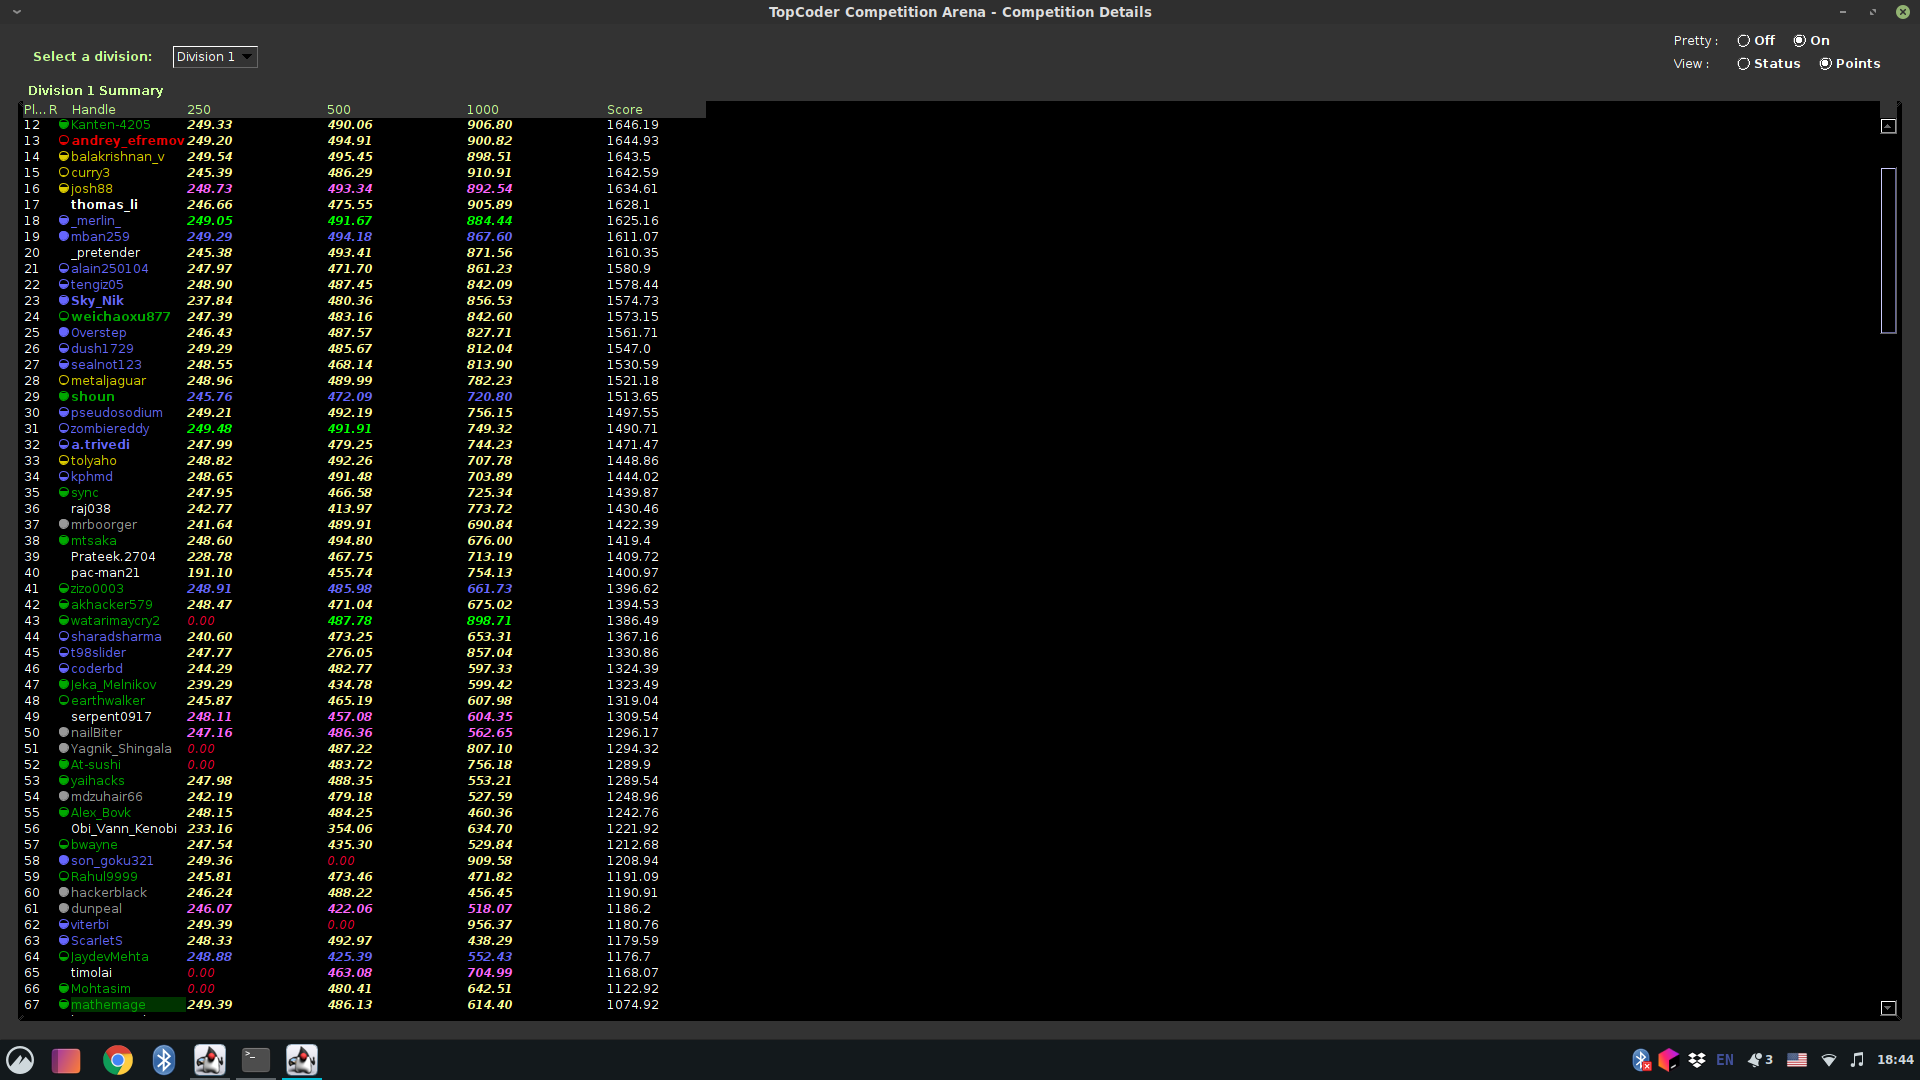 TopCoder Competition Arena - Competition Details
Pretty : Off On
Select a division: Division 1
View : Status Points
Division 1 Summary
Pl... R Handle 250 500 1000 Score
12 Kanten-4205 249.33 490.06 906.80 1646.19
13 andrey_efremov 249.20 494.91 900.82 1644.93
14 balakrishnan_v 249.54 495.45 898.51 1643.5
15 curry3 245.39 486.29 910.91 1642.59
16 josh88 248.73 493.34 892.54 1634.61
17 thomas_li 246.66 475.55 905.89 1628.1
18 _merlin_ 249.05 491.67 884.44 1625.16
19 mban259 249.29 494.18 867.60 1611.07
20 _pretender 245.38 493.41 871.56 1610.35
21 alain250104 247.97 471.70 861.23 1580.9
22 tengiz05 248.90 487.45 842.09 1578.44
23 Sky_Nik 237.84 480.36 856.53 1574.73
24 weichaoxu877 247.39 483.16 842.60 1573.15
25 Overstep 246.43 487.57 827.71 1561.71
26 dush1729 249.29 485.67 812.04 1547.0
27 sealnot123 248.55 468.14 813.90 1530.59
28 metaljaguar 248.96 489.99 782.23 1521.18
29 shoun 245.76 472.09 720.80 1513.65
30 pseudosodium 249.21 492.19 756.15 1497.55
31 zombiereddy 249.48 491.91 749.32 1490.71
32 a.trivedi 247.99 479.25 744.23 1471.47
33 tolyaho 248.82 492.26 707.78 1448.86
34 kphmd 248.65 491.48 703.89 1444.02
35 sync 247.95 466.58 725.34 1439.87
36 raj038 242.77 413.97 773.72 1430.46
37 mrboorger 241.64 489.91 690.84 1422.39
38 mtsaka 248.60 494.80 676.00 1419.4
39 Prateek.2704 228.78 467.75 713.19 1409.72
40 pac-man21 191.10 455.74 754.13 1400.97
41 zizo0003 248.91 485.98 661.73 1396.62
42 akhacker579 248.47 471.04 675.02 1394.53
43 watarimaycry2 0.00 487.78 898.71 1386.49
44 sharadsharma 240.60 473.25 653.31 1367.16
45 t98slider 247.77 276.05 857.04 1330.86
46 coderbd 244.29 482.77 597.33 1324.39
47 Jeka_Melnikov 239.29 434.78 599.42 1323.49
48 earthwalker 245.87 465.19 607.98 1319.04
49 serpent0917 248.11 457.08 604.35 1309.54
50 nailBiter 247.16 486.36 562.65 1296.17
51 Yagnik_Shingala 0.00 487.22 807.10 1294.32
52 At-sushi 0.00 483.72 756.18 1289.9
53 yaihacks 247.98 488.35 553.21 1289.54
54 mdzuhair66 242.19 479.18 527.59 1248.96
55 Alex_Bovk 248.15 484.25 460.36 1242.76
56 Obi_Vann_Kenobi 233.16 354.06 634.70 1221.92
57 bwayne 247.54 435.30 529.84 1212.68
58 son_goku321 249.36 0.00 909.58 1208.94
59 Rahul9999 245.81 473.46 471.82 1191.09
60 hackerblack 246.24 488.22 456.45 1190.91
61 dunpeal 246.07 422.06 518.07 1186.2
62 viterbi 249.39 0.00 956.37 1180.76
63 ScarletS 248.33 492.97 438.29 1179.59
64 JaydevMehta 248.88 425.39 552.43 1176.7
65 timolai 0.00 463.08 704.99 1168.07
66 Mohtasim 0.00 480.41 642.51 1122.92
67 mathemage 249.39 486.13 614.40 1074.92
EN 3 18:44